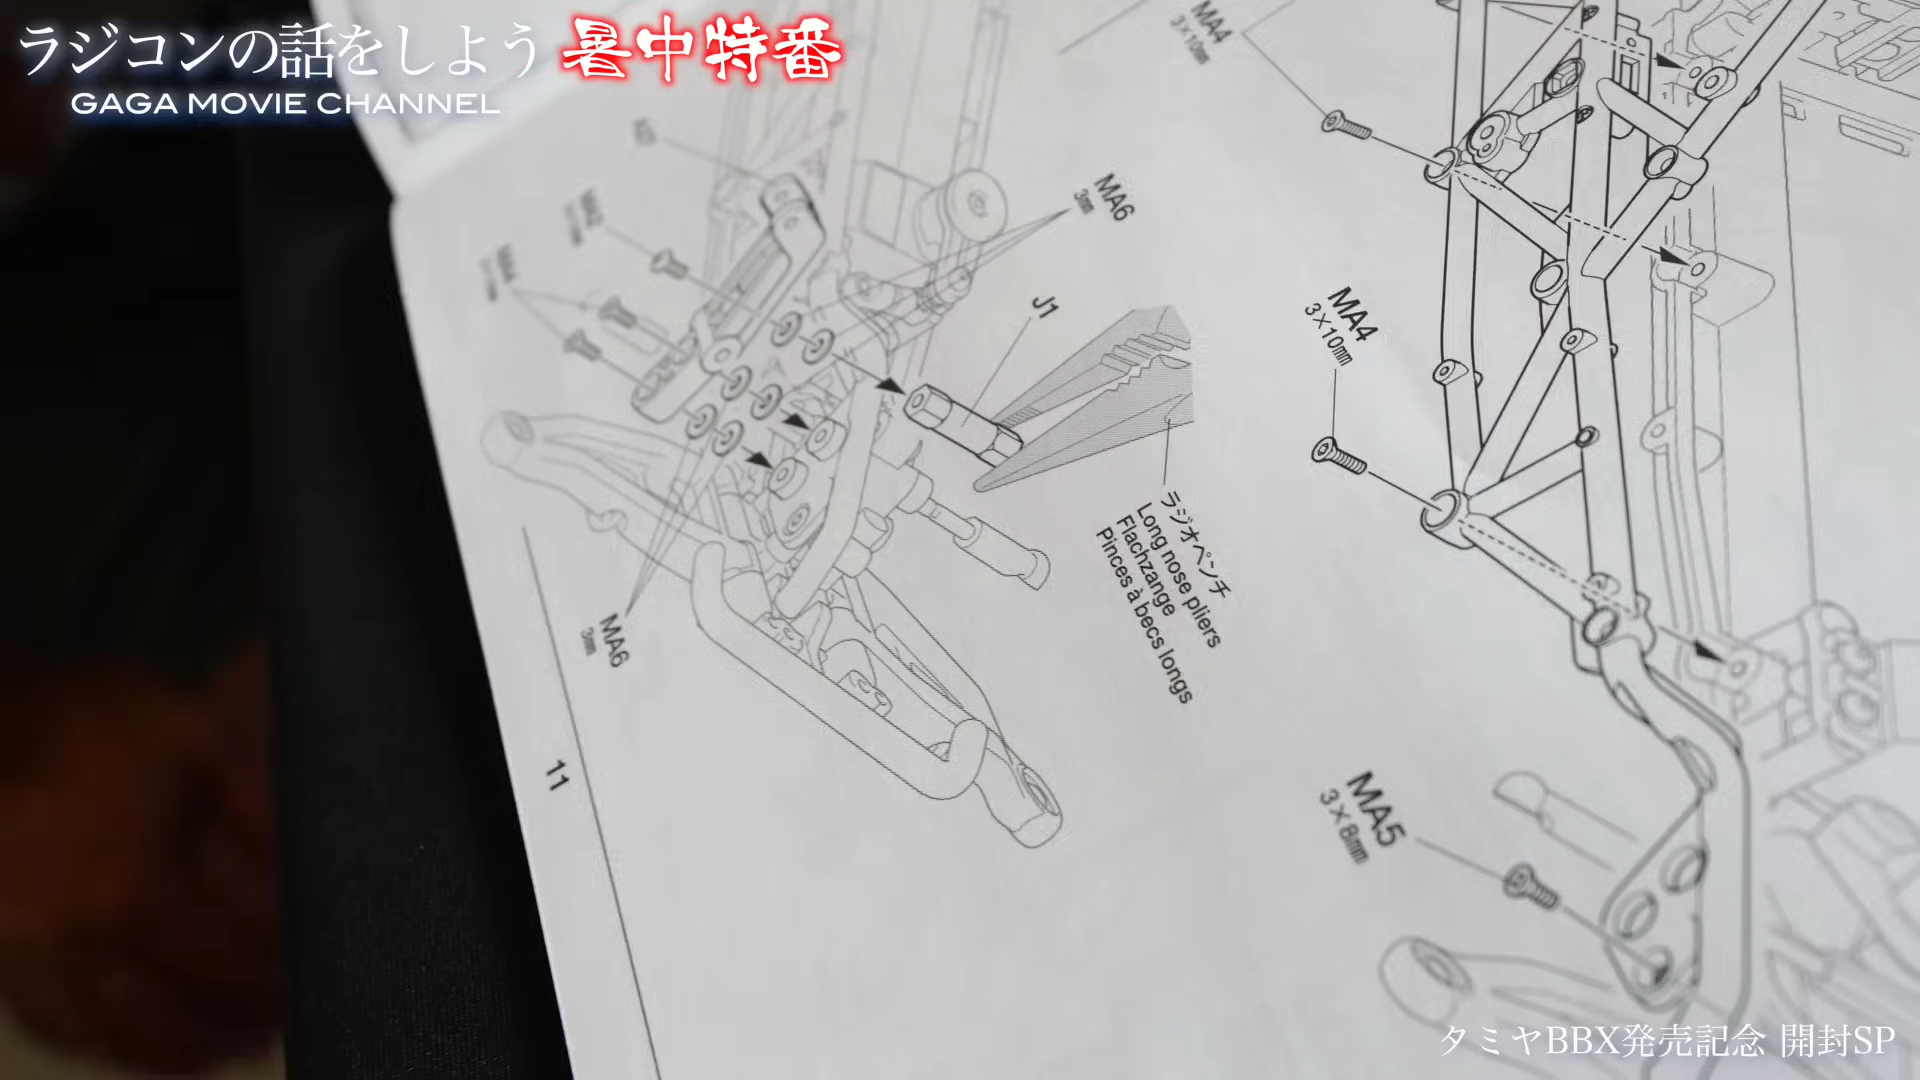 ラジコンの話をしよう 暑中特番
GAGA MOVIE CHANNEL
MA4
3×10mm
MA6
3mm
J1
MA4
3×10mm
ラジオペンチ
Long nose pliers
Flachzange
Pinces à becs longs
MA6
3mm
11
MA5
3×8mm
タミヤBBX発売記念 開封SP